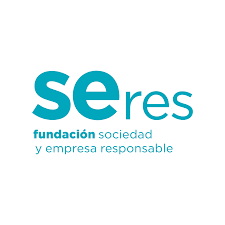 seres
fundación sociedad
y empresa responsable